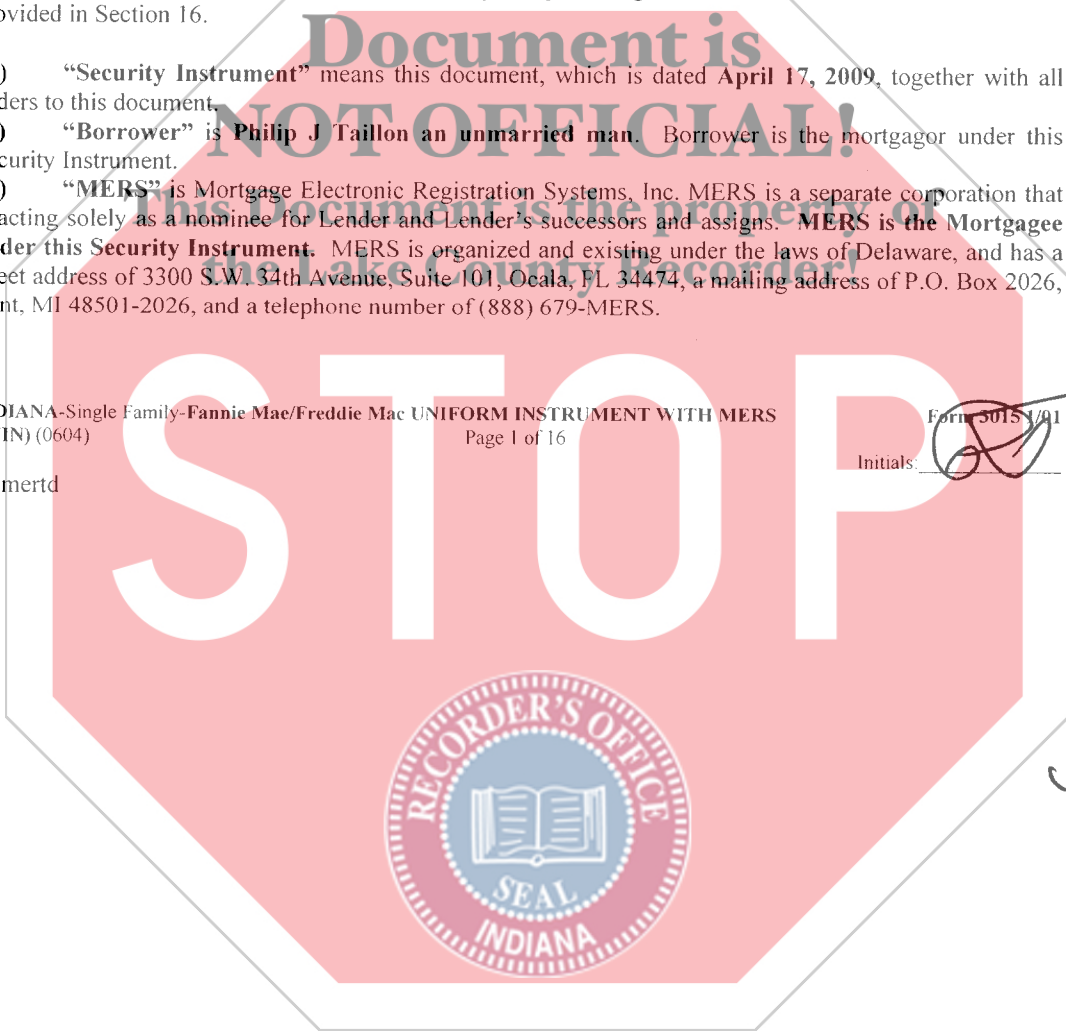 ovided in Section 16.
Document is
) “Security Instrument” means this document, which is dated April 17, 2009, together with all
ders to this document.
NOT OFFICIAL!
) “Borrower” is Philip J Taillon an unmarried man. Borrower is the mortgagor under this
curity Instrument.
) “MERS” is Mortgage Electronic Registration Systems, Inc. MERS is a separate corporation that
This Document is the property of
acting solely as a nominee for Lender and Lender's successors and assigns. MERS is the Mortgagee
der this Security Instrument. MERS is organized and existing under the laws of Delaware, and has a
the Lake County Recorder!
eet address of 3300 S.W. 34th Avenue, Suite 101, Ocala, FL 34474, a mailing address of P.O. Box 2026,
nt, MI 48501-2026, and a telephone number of (888) 679-MERS.
STOP
DIANA-Single Family-Fannie Mae/Freddie Mac UNIFORM INSTRUMENT WITH MERS Form 3015 1/01
IN) (0604) Page 1 of 16
Initials:
mertd
RECORDER'S OFFICE
SEAL
INDIANA